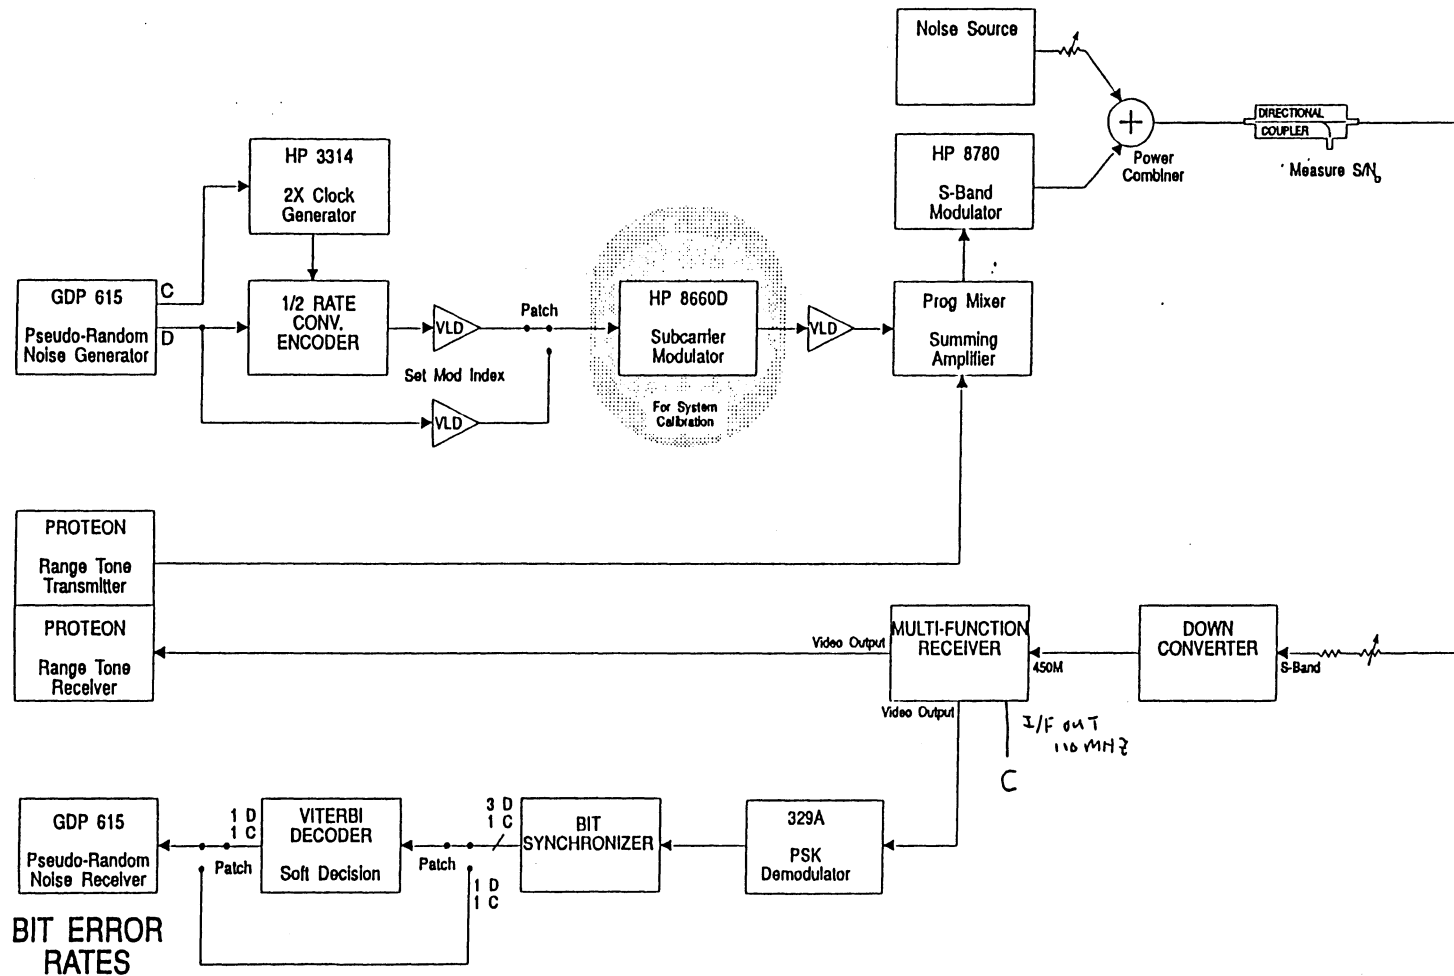 Noise Source
DIRECTIONAL
COUPLER
Power
Combiner
Measure S/N₀
HP 3314
2X Clock
Generator
HP 8780
S-Band
Modulator
GDP 615
Pseudo-Random
Noise Generator
C
D
1/2 RATE
CONV.
ENCODER
VLD
Set Mod Index
VLD
Patch
HP 8660D
Subcarrier
Modulator
For System
Calibration
VLD
Prog Mixer
Summing
Amplifier
PROTEON
Range Tone
Transmitter
PROTEON
Range Tone
Receiver
Video Output
MULTI-FUNCTION
RECEIVER
450M
DOWN
CONVERTER
S-Band
Video Output
I/F OUT
110 MHZ
C
GDP 615
Pseudo-Random
Noise Receiver
1 D
1 C
Patch
VITERBI
DECODER
Soft Decision
Patch
3 D
1 C
1 D
1 C
BIT
SYNCHRONIZER
329A
PSK
Demodulator
BIT ERROR
RATES